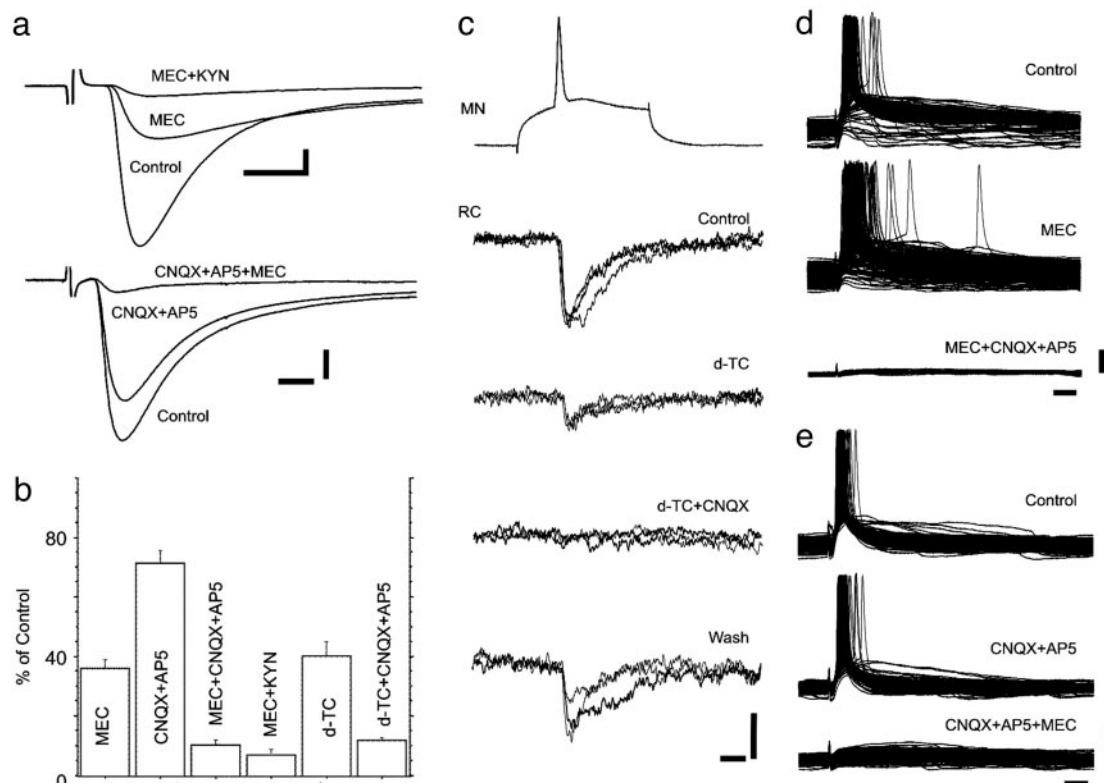 a
MEC+KYN
MEC
Control
CNQX+AP5+MEC
CNQX+AP5
Control
b
% of Control
80
40
0
MEC
CNQX+AP5
MEC+CNQX+AP5
MEC+KYN
d-TC
d-TC+CNQX+AP5
c
MN
RC
Control
d-TC
d-TC+CNQX
Wash
d
Control
MEC
MEC+CNQX+AP5
e
Control
CNQX+AP5
CNQX+AP5+MEC